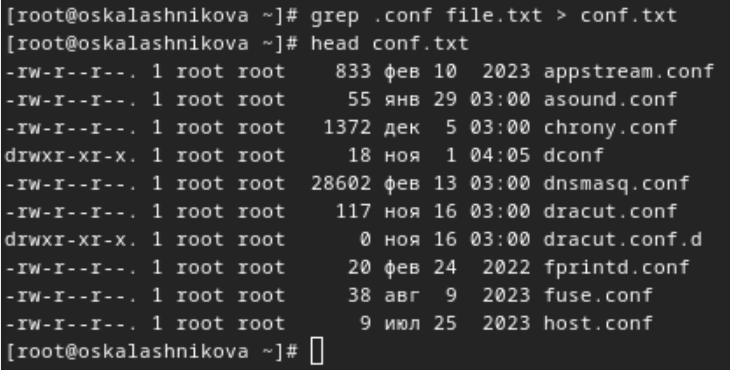 [root@oskalashnikova ~]# grep .conf file.txt > conf.txt
[root@oskalashnikova ~]# head conf.txt
-rw-r--r--. 1 root root   833 фев 10  2023 appstream.conf
-rw-r--r--. 1 root root    55 янв 29 03:00 asound.conf
-rw-r--r--. 1 root root  1372 дек  5 03:00 chrony.conf
drwxr-xr-x. 1 root root    18 ноя  1 04:05 dconf
-rw-r--r--. 1 root root 28602 фев 13 03:00 dnsmasq.conf
-rw-r--r--. 1 root root   117 ноя 16 03:00 dracut.conf
drwxr-xr-x. 1 root root     0 ноя 16 03:00 dracut.conf.d
-rw-r--r--. 1 root root    20 фев 24  2022 fprintd.conf
-rw-r--r--. 1 root root    38 авг  9  2023 fuse.conf
-rw-r--r--. 1 root root     9 июл 25  2023 host.conf
[root@oskalashnikova ~]#